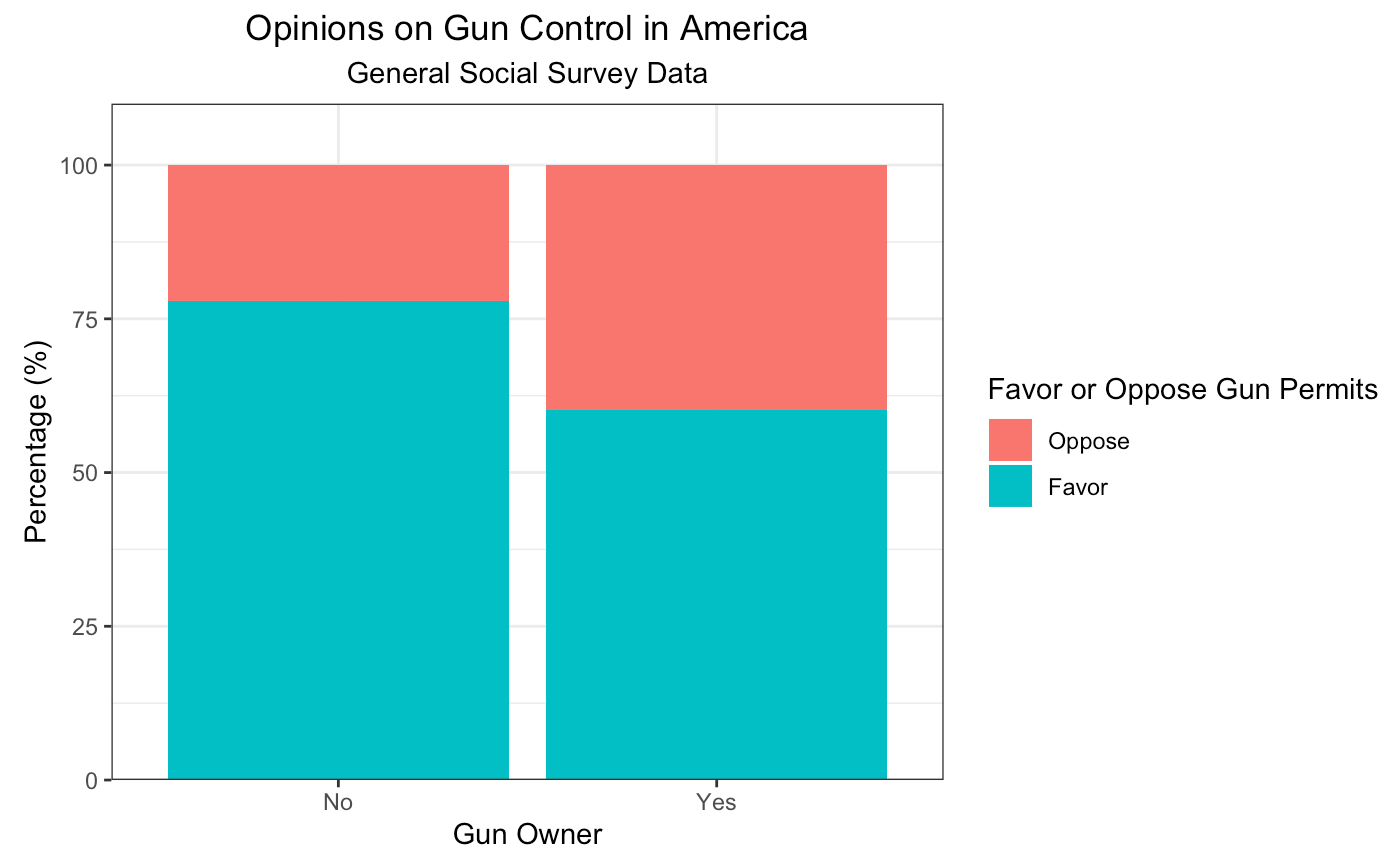 Opinions on Gun Control in America
General Social Survey Data
Percentage (%)
100
75
50
25
0
No
Yes
Gun Owner
Favor or Oppose Gun Permits
Oppose
Favor